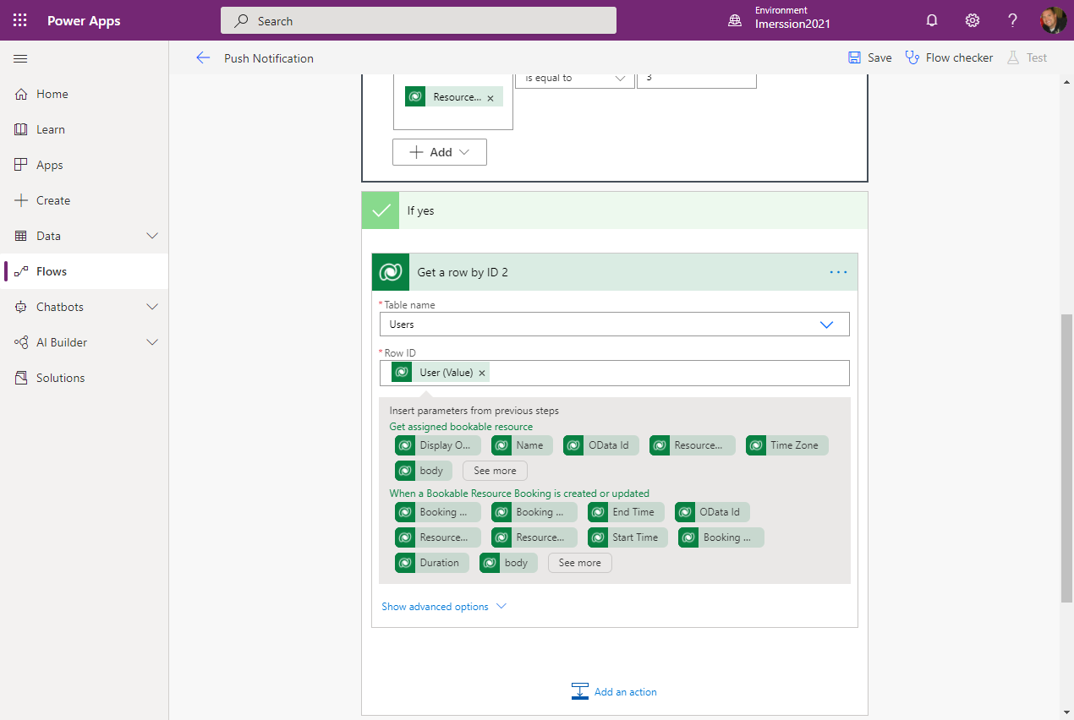 Power Apps
Search
Environment
Imerssion2021
?
Push Notification
Save
Flow checker
Test
Home
Learn
Apps
Create
Data
Flows
Chatbots
AI Builder
Solutions
is equal to
3
Resource... ×
+ Add
If yes
Get a row by ID 2
...
* Table name
Users
* Row ID
User (Value) ×
Insert parameters from previous steps
Get assigned bookable resource
Display O... Name OData Id Resource... Time Zone
body See more
When a Bookable Resource Booking is created or updated
Booking ... Booking ... End Time OData Id
Resource... Resource... Start Time Booking ...
Duration body See more
Show advanced options
Add an action